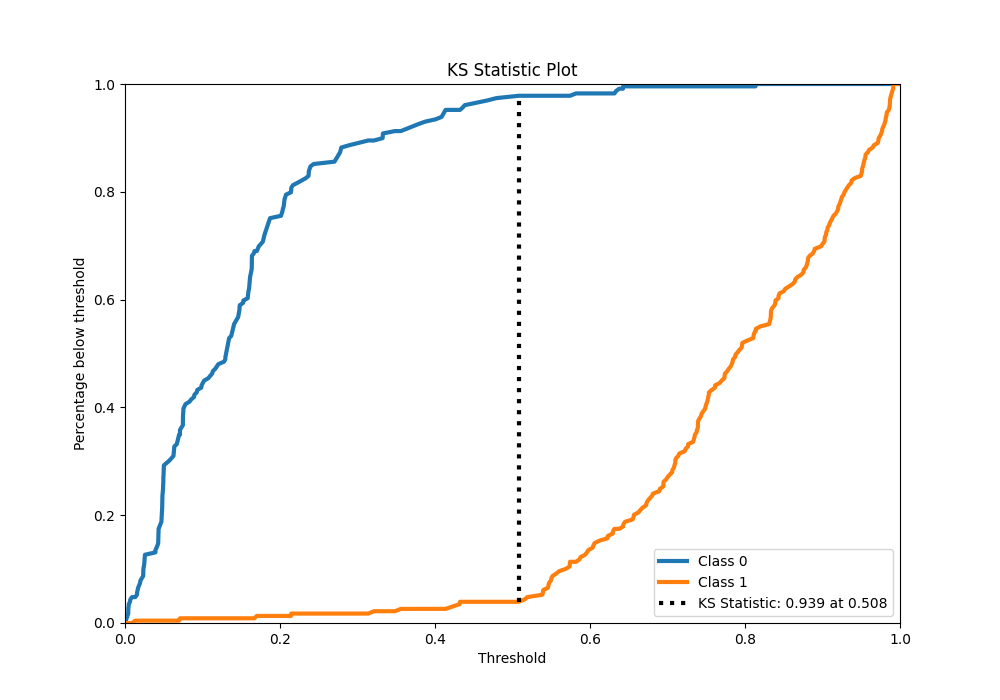 KS Statistic Plot
1.0
0.8
0.6
0.4
0.2
0.0
Percentage below threshold
0.0 0.2 0.4 0.6 0.8 1.0
Threshold
Class 0
Class 1
KS Statistic: 0.939 at 0.508